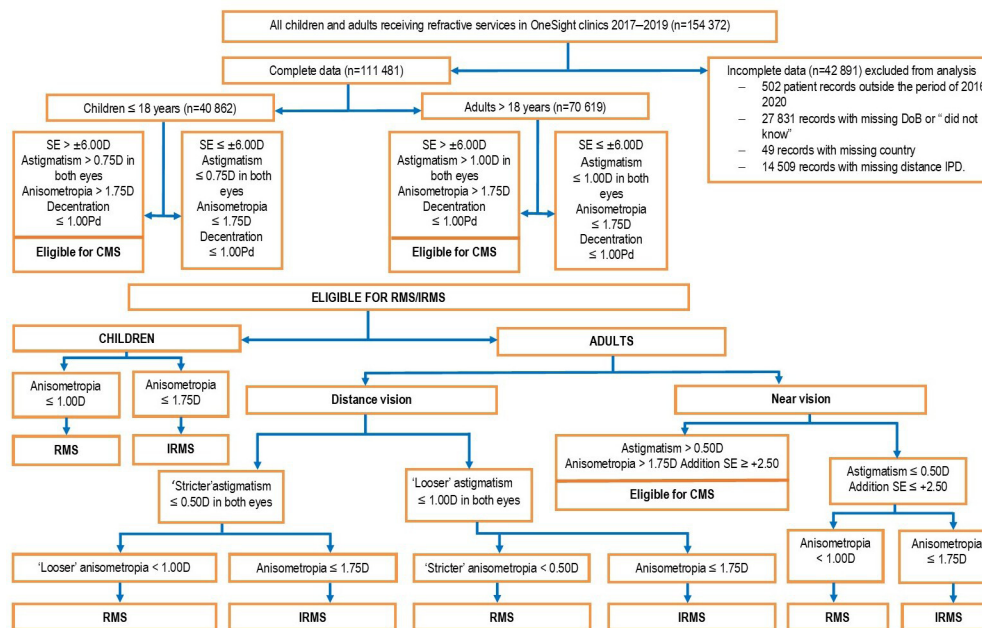 All children and adults receiving refractive services in OneSight clinics 2017–2019 (n=154 372)
Complete data (n=111 481)
Incomplete data (n=42 891) excluded from analysis
– 502 patient records outside the period of 2016
2020
– 27 831 records with missing DoB or “ did not
know”
– 49 records with missing country
– 14 509 records with missing distance IPD.
Children ≤ 18 years (n=40 862)
Adults > 18 years (n=70 619)
SE > ±6.00D
Astigmatism > 0.75D in
both eyes
Anisometropia > 1.75D
Decentration
≤ 1.00Pd
Eligible for CMS
SE ≤ ±6.00D
Astigmatism
≤ 0.75D in both
eyes
Anisometropia
≤ 1.75D
Decentration
≤ 1.00Pd
SE > ±6.00D
Astigmatism > 1.00D in
both eyes
Anisometropia > 1.75D
Decentration
≤ 1.00Pd
Eligible for CMS
SE ≤ ±6.00D
Astigmatism
≤ 1.00D in both
eyes
Anisometropia
≤ 1.75D
Decentration
≤ 1.00Pd
ELIGIBLE FOR RMS/IRMS
CHILDREN
ADULTS
Anisometropia
≤ 1.00D
Anisometropia
≤ 1.75D
RMS
IRMS
Distance vision
Near vision
Astigmatism > 0.50D
Anisometropia > 1.75D Addition SE ≥ +2.50
Eligible for CMS
Astigmatism ≤ 0.50D
Addition SE ≤ +2.50
‘Stricter’astigmatism
≤ 0.50D in both eyes
‘Looser’ astigmatism
≤ 1.00D in both eyes
‘Looser’ anisometropia < 1.00D
Anisometropia ≤ 1.75D
‘Stricter’ anisometropia < 0.50D
Anisometropia ≤ 1.75D
Anisometropia
< 1.00D
Anisometropia
≤ 1.75D
RMS
IRMS
RMS
IRMS
RMS
IRMS